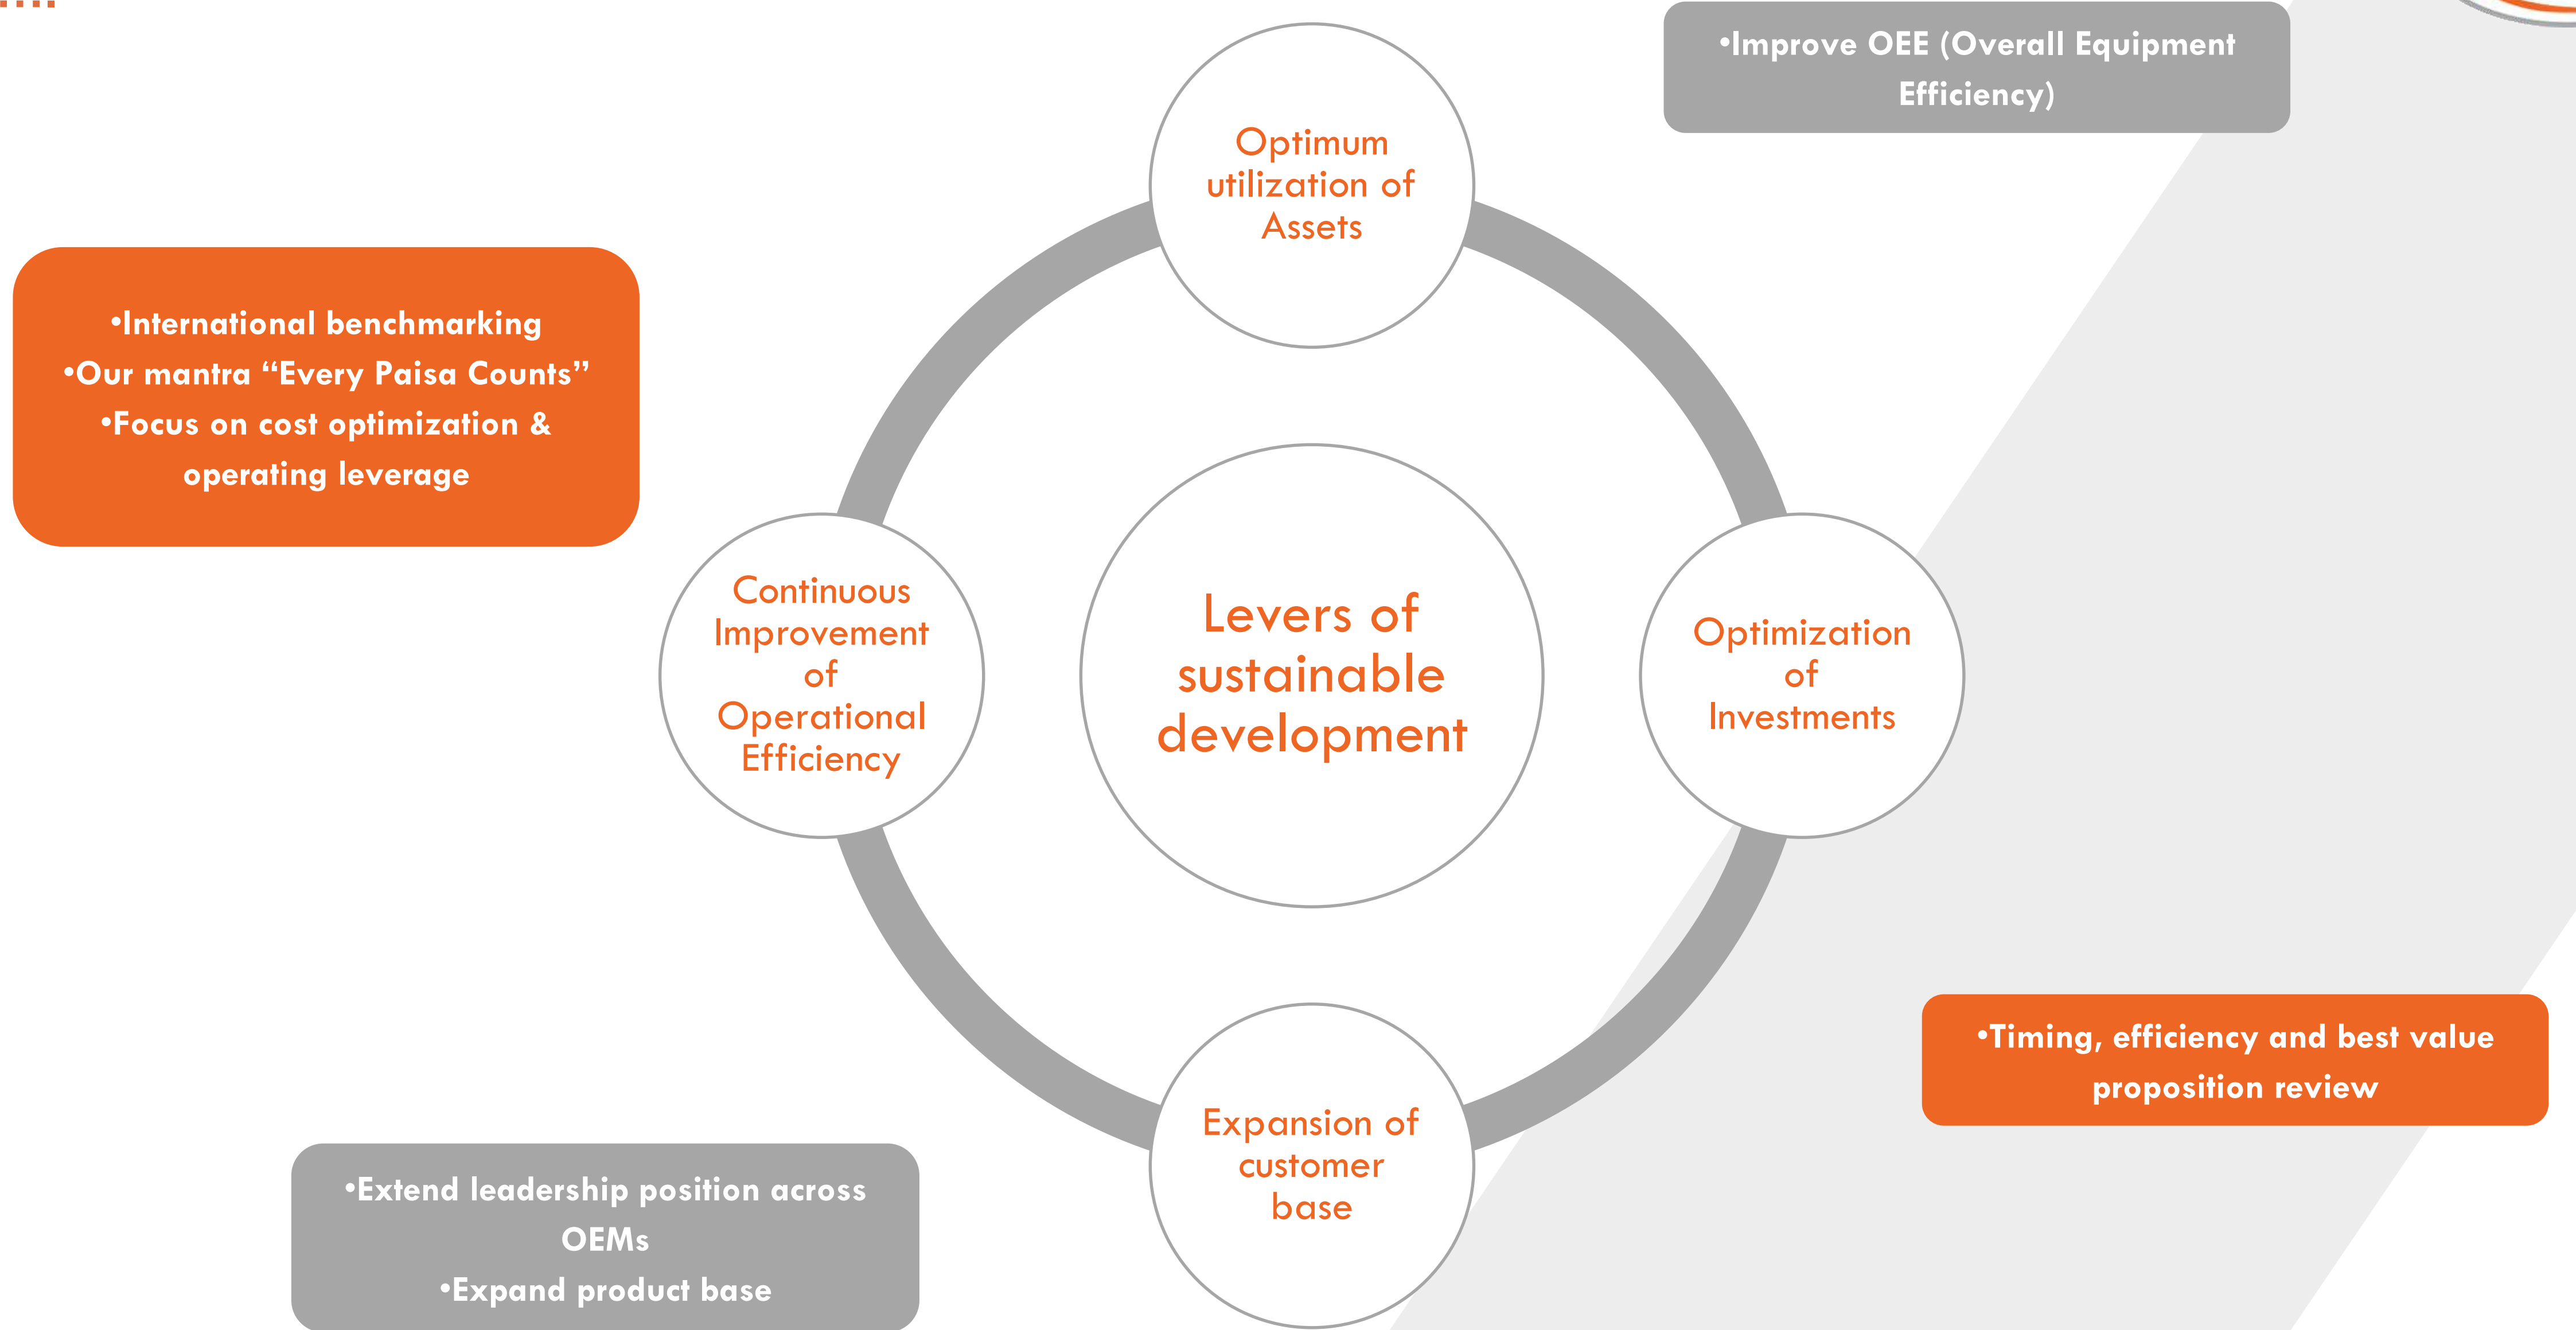 •Improve OEE (Overall Equipment
Efficiency)
Optimum
utilization of
Assets
•International benchmarking
•Our mantra “Every Paisa Counts”
•Focus on cost optimization &
operating leverage
Continuous
Improvement
of
Operational
Efficiency
Levers of
sustainable
development
Optimization
of
Investments
•Timing, efficiency and best value
proposition review
Expansion of
customer
base
•Extend leadership position across
OEMs
•Expand product base